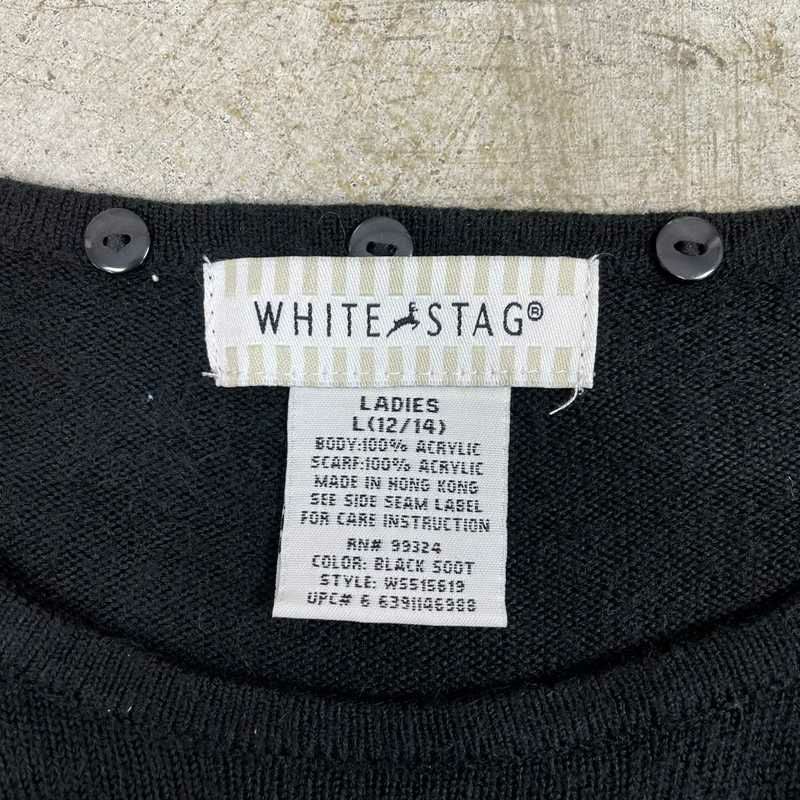 WHITE STAG®
LADIES
L(12/14)
BODY:100% ACRYLIC
SCARF:100% ACRYLIC
MADE IN HONG KONG
SEE SIDE SEAM LABEL
FOR CARE INSTRUCTION
RN# 99324
COLOR: BLACK SOOT
STYLE: WS515619
UPC# 6 6391146988